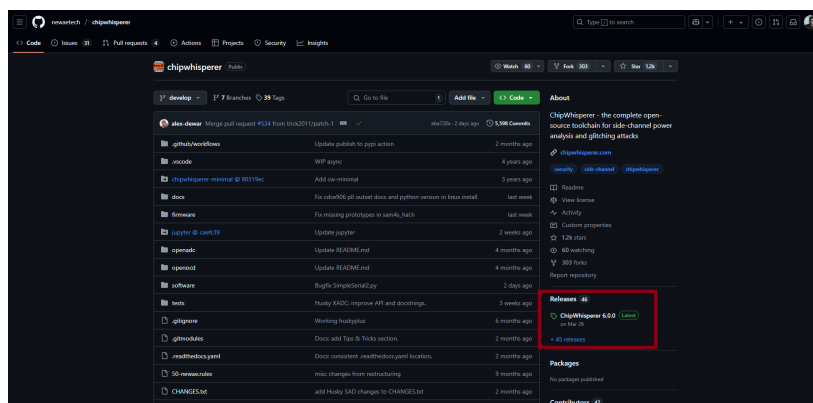 newaetech / chipwhisperer
Type / to search
Code Issues 31 Pull requests 4 Actions Projects Security Insights
chipwhisperer Public
Watch 60 Fork 303 Star 1.2k
develop 7 Branches 39 Tags
Go to file t Add file Code
About
alex-dewar Merge pull request #534 from trick2011/patch-1 aba728a · 2 days ago 5,598 Commits
ChipWhisperer - the complete open-
source toolchain for side-channel power
analysis and glitching attacks
.github/workflows Update publish to pypi action 2 months ago
.vscode WIP async 4 years ago
chipwhisperer.com
chipwhisperer-minimal @ 80319ec Add cw-minimal 3 years ago
security side-channel chipwhisperer
docs Fix cdce906 pll outset docs and python version in linux install last week
Readme
firmware Fix missing prototypes in sam4s_hal.h last week
View license
Activity
jupyter @ caefc39 Update jupyter 2 weeks ago
Custom properties
openadc Update README.md 4 months ago
1.2k stars
openocd Update README.md 4 months ago
60 watching
303 forks
software Bugfix SimpleSerial2.py 2 days ago
Report repository
tests Husky XADC: improve API and docstrings. 3 weeks ago
Releases 46
.gitignore Working huskyplus 6 months ago
ChipWhisperer 6.0.0 Latest
on Mar 26
.gitmodules Docs: add Tips & Tricks section. 2 months ago
+ 45 releases
.readthedocs.yaml Docs: consistent .readthedocs.yaml location. 2 months ago
50-newae.rules misc changes from restructuring 9 months ago
Packages
No packages published
CHANGES.txt add Husky SAD changes to CHANGES.txt 2 months ago
Contributors 47